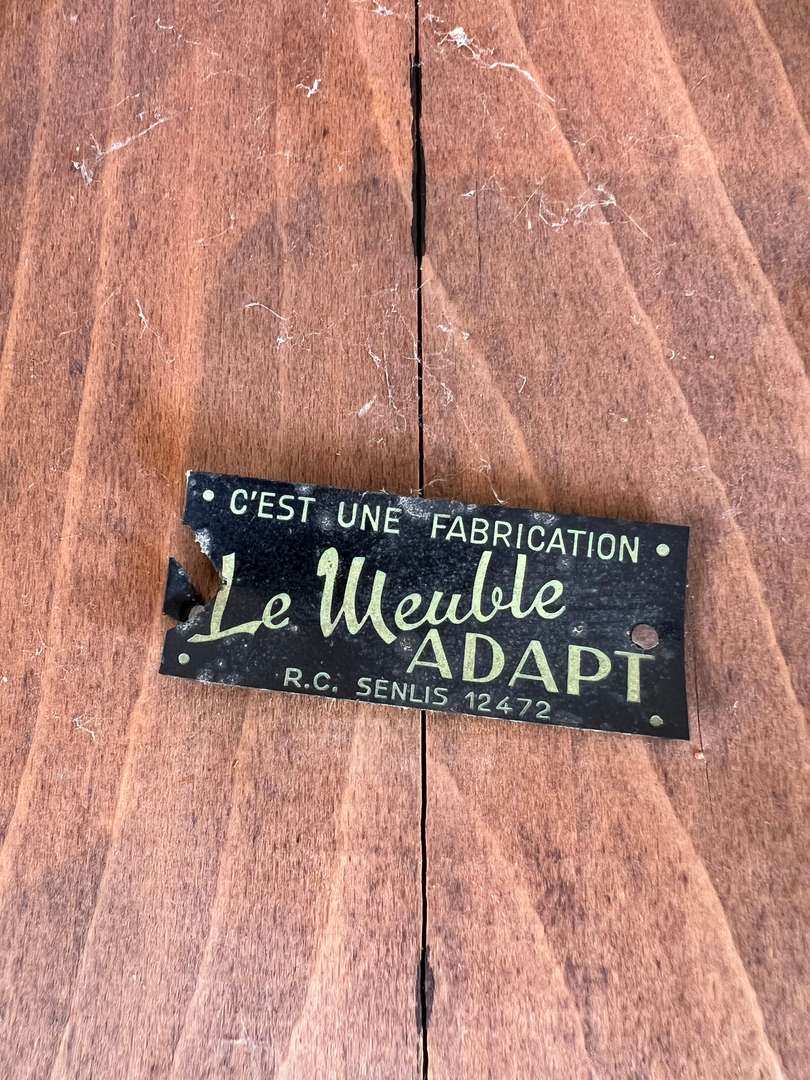 C'EST UNE FABRICATION
Le Meuble
ADAPT
R.C. SENLIS 12472